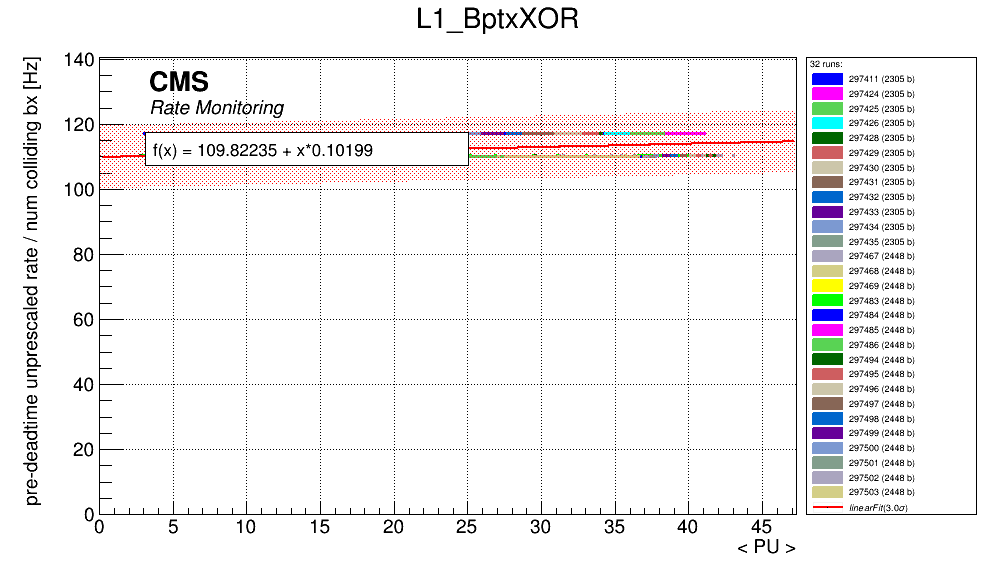 L1_BptxXOR
pre-deadtime unprescaled rate / num colliding bx [Hz]
140
120
100
80
60
40
20
0
CMS
Rate Monitoring
f(x) = 109.82235 + x*0.10199
0 5 10 15 20 25 30 35 40 45
< PU >
32 runs:
297411 (2305 b)
297424 (2305 b)
297425 (2305 b)
297426 (2305 b)
297428 (2305 b)
297429 (2305 b)
297430 (2305 b)
297431 (2305 b)
297432 (2305 b)
297433 (2305 b)
297434 (2305 b)
297435 (2305 b)
297467 (2448 b)
297468 (2448 b)
297469 (2448 b)
297483 (2448 b)
297484 (2448 b)
297485 (2448 b)
297486 (2448 b)
297494 (2448 b)
297495 (2448 b)
297496 (2448 b)
297497 (2448 b)
297498 (2448 b)
297499 (2448 b)
297500 (2448 b)
297501 (2448 b)
297502 (2448 b)
297503 (2448 b)
linearFit(3.0σ)